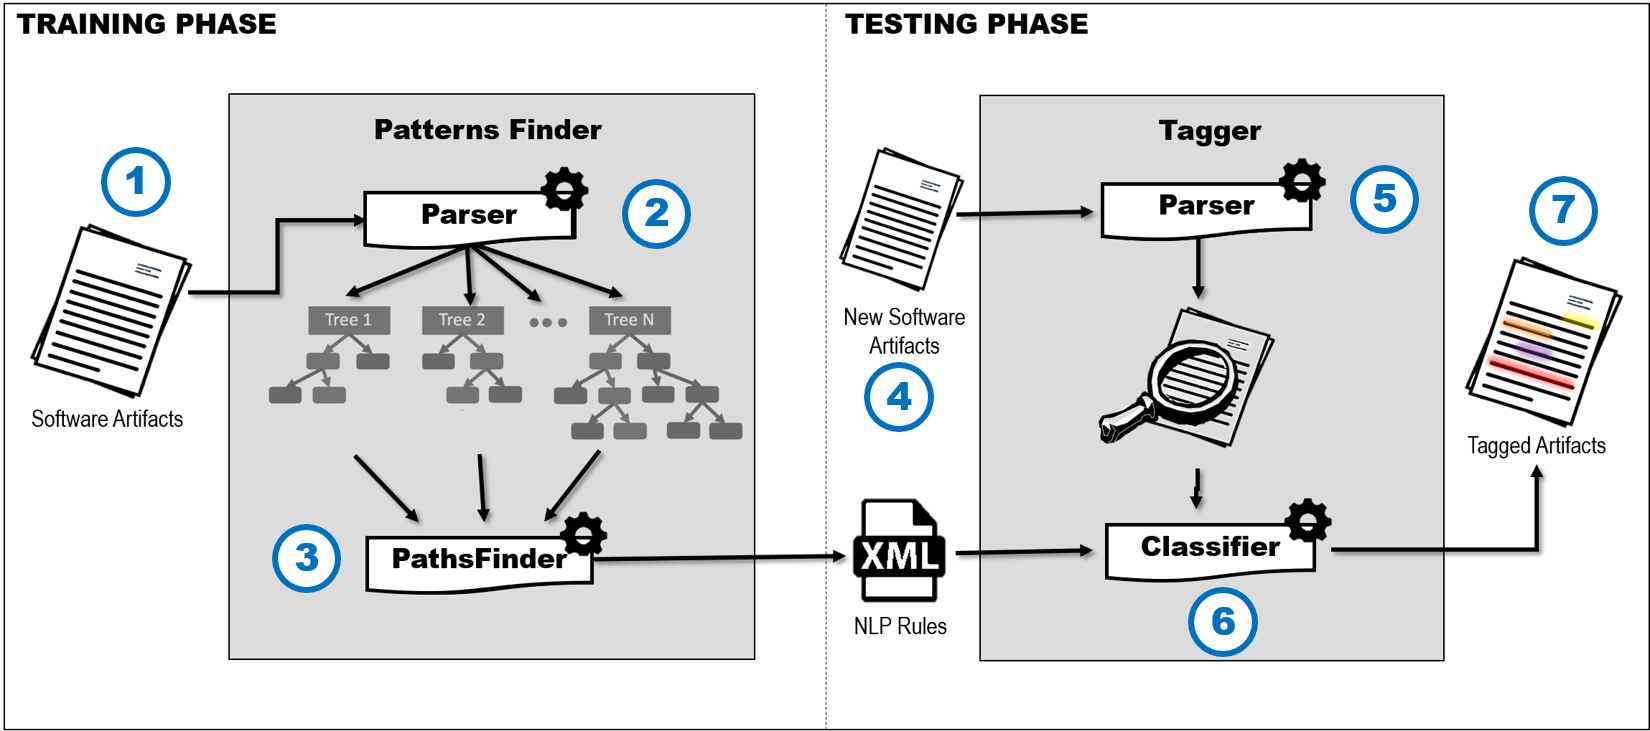 TRAINING PHASE
TESTING PHASE
Patterns Finder
Tagger
1
Parser
2
Parser
5
7
Tree 1
Tree 2
Tree N
New Software
Artifacts
4
Software Artifacts
Tagged Artifacts
3
PathsFinder
XML
Classifier
NLP Rules
6